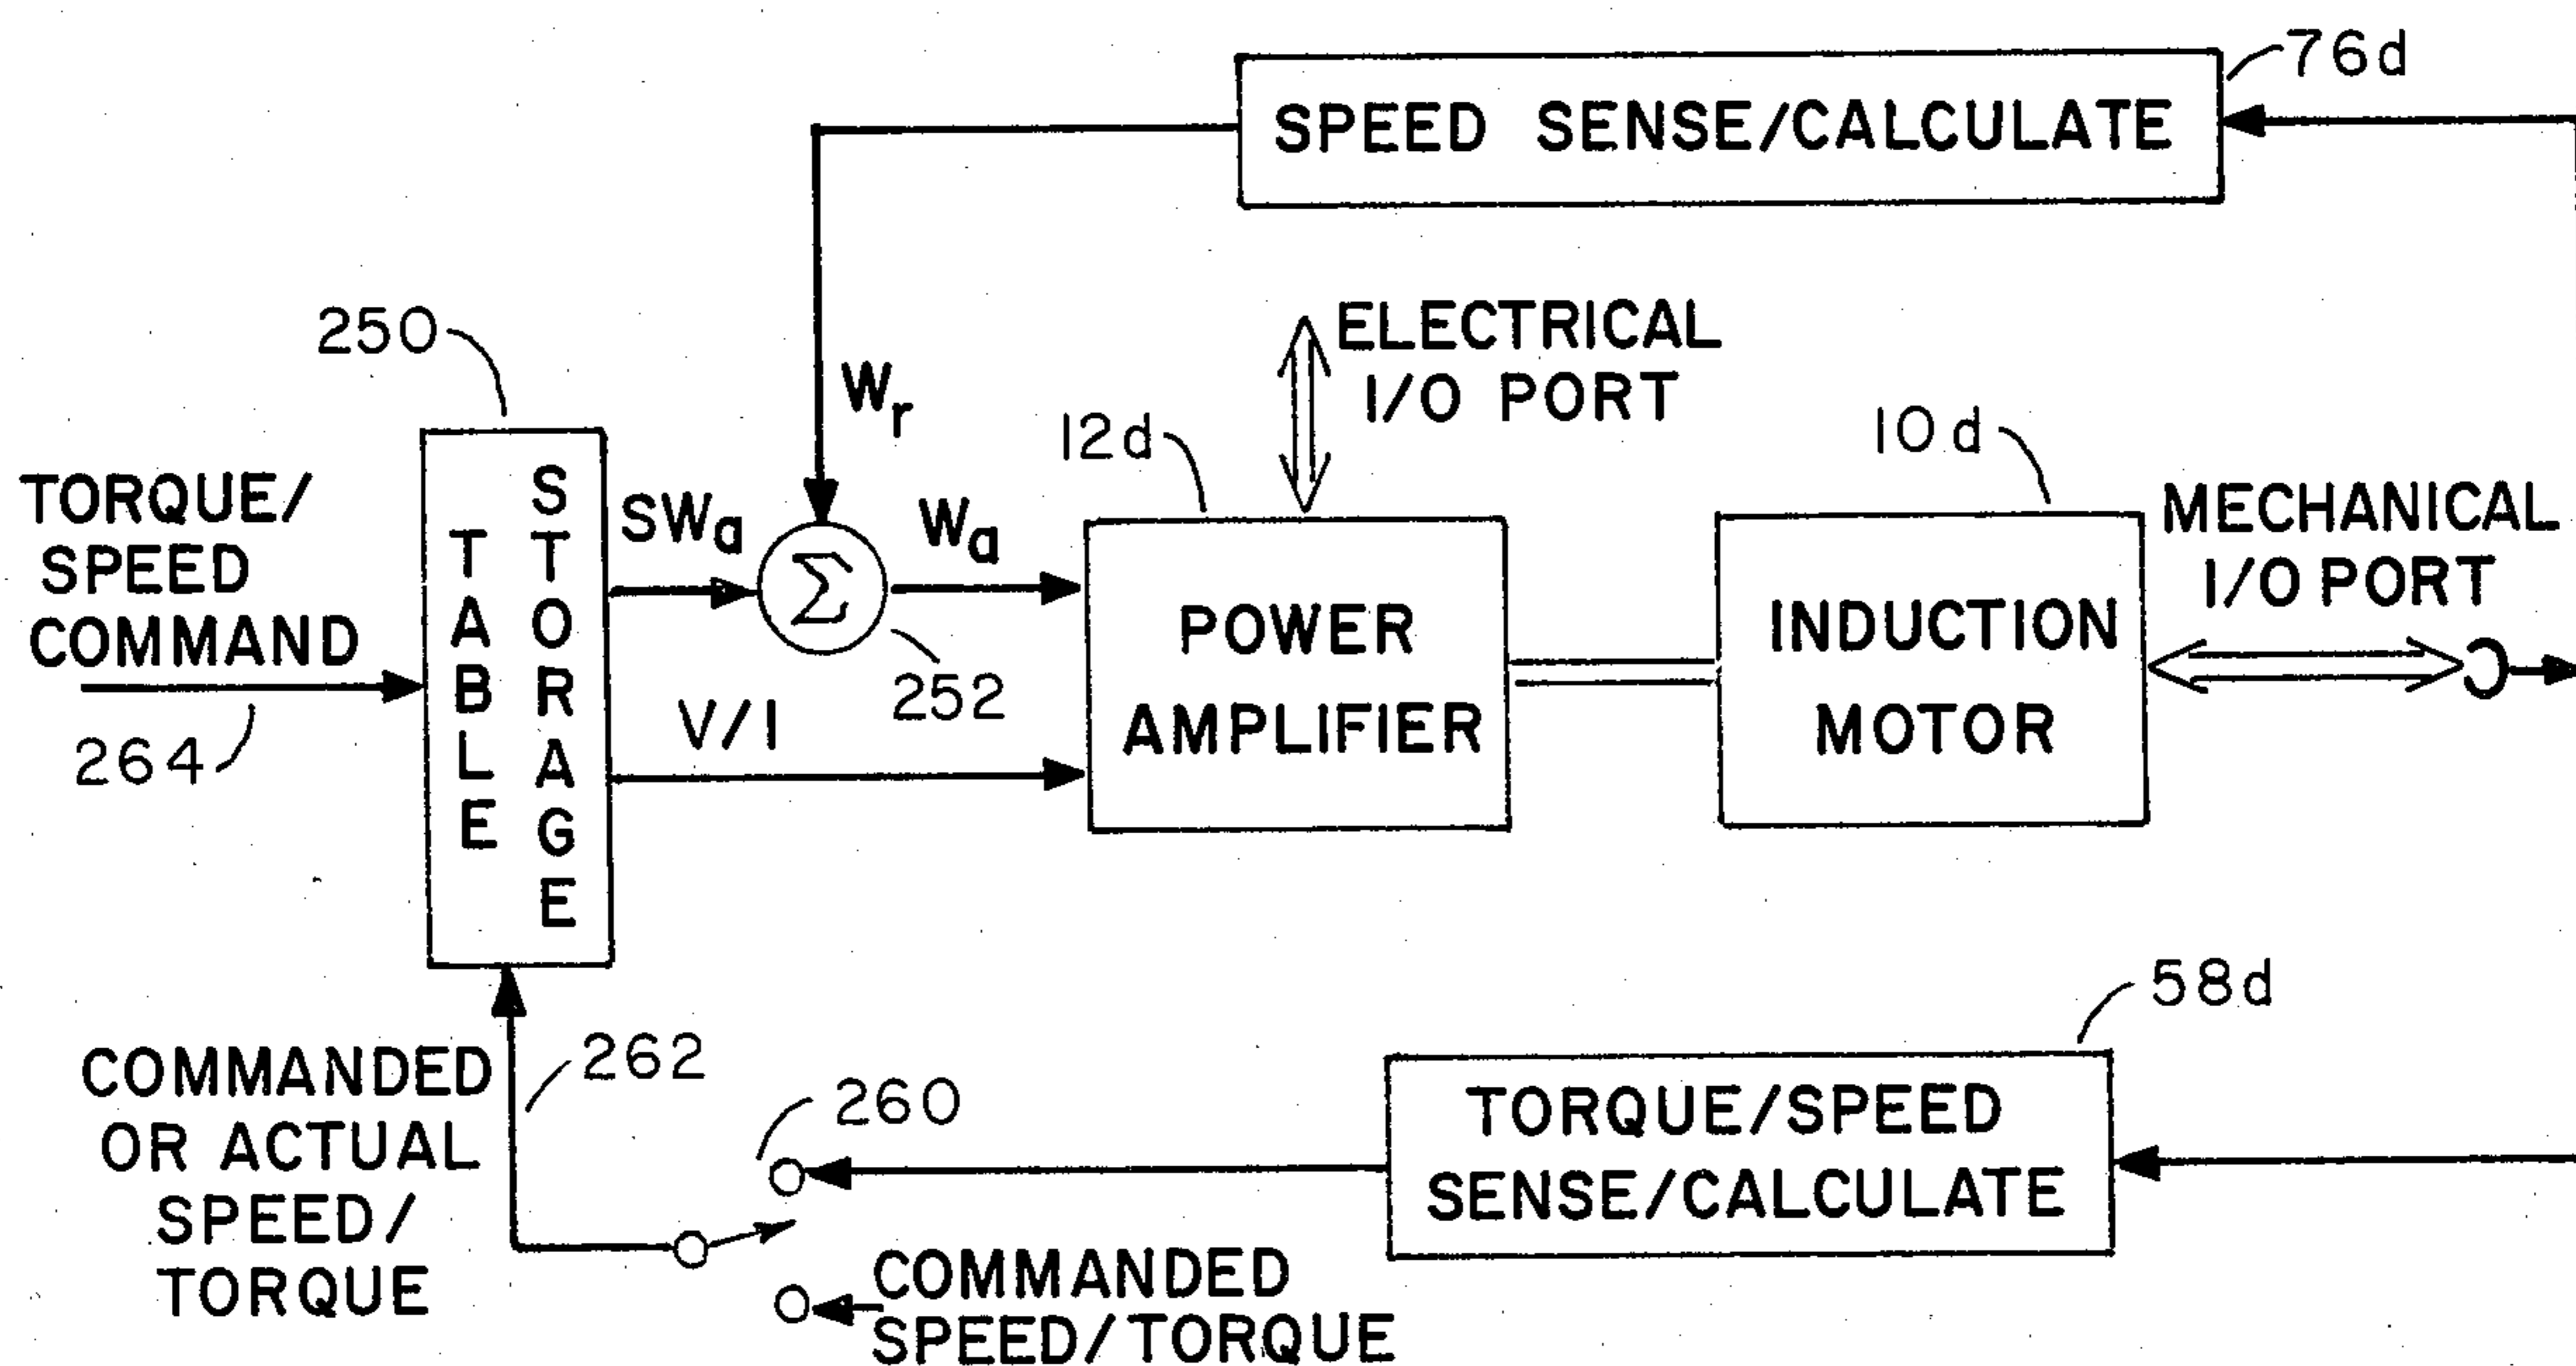 76d
SPEED SENSE/CALCULATE
250
Wr
ELECTRICAL
I/O PORT
12d
10d
TORQUE/
SPEED
COMMAND
264
TABLE
STORAGE
SWa
Σ
Wa
252
V/I
POWER
AMPLIFIER
INDUCTION
MOTOR
MECHANICAL
I/O PORT
58d
COMMANDED
OR ACTUAL
SPEED/
TORQUE
262
260
TORQUE/SPEED
SENSE/CALCULATE
COMMANDED
SPEED/TORQUE